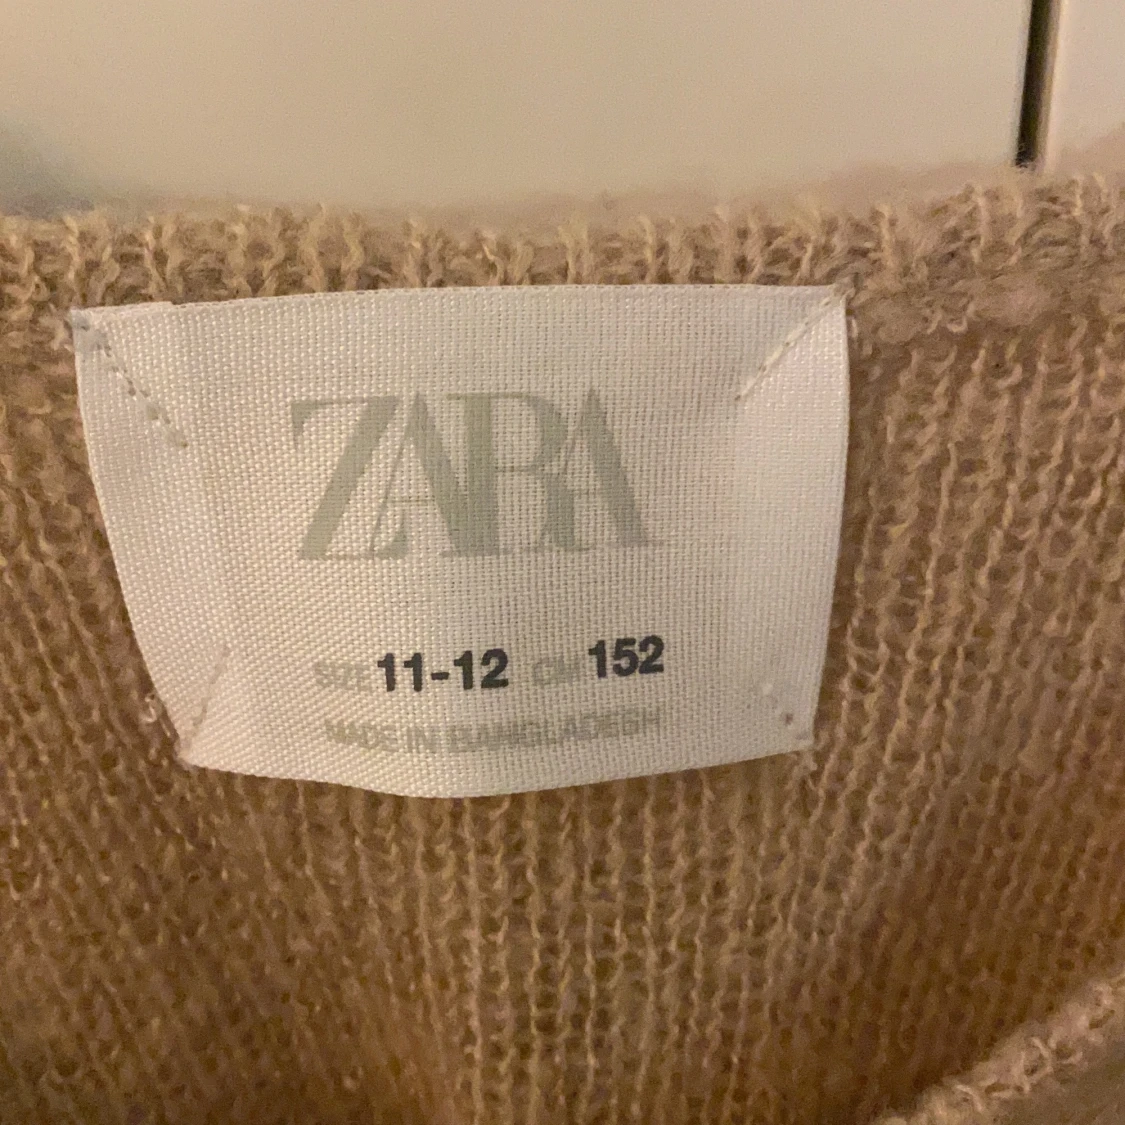 ZARA
SIZE 11-12 CM 152
MADE IN BANGLADESH